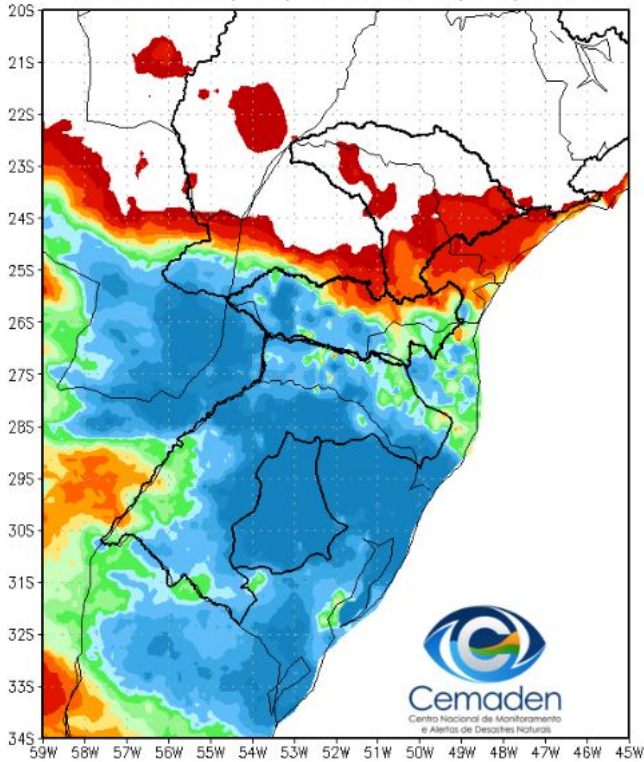 20S
21S
22S
23S
24S
25S
26S
27S
28S
29S
30S
31S
32S
33S
34S
59W 58W 57W 56W 55W 54W 53W 52W 51W 50W 49W 48W 47W 46W 45W
Cemaden
Centro Nacional de Monitoramento
e Alertas de Desastres Naturais